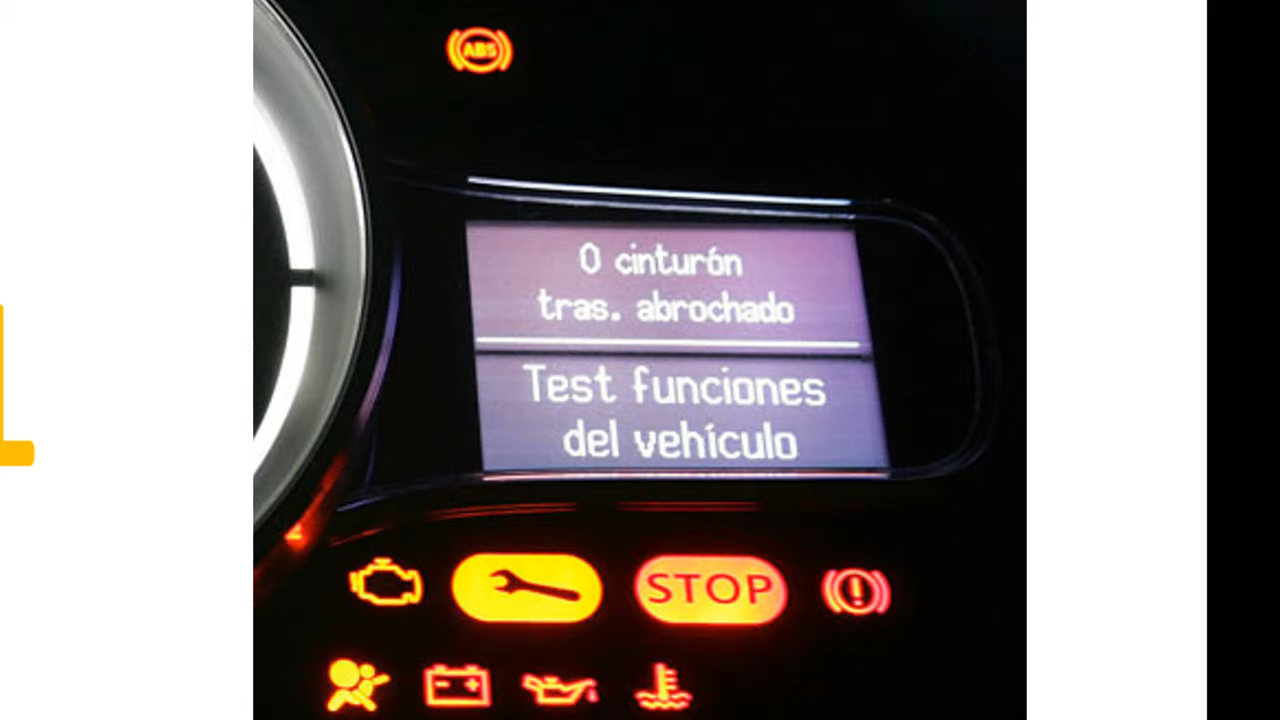 ABS
0 cinturón
tras. abrochado
Test funciones
del vehículo
STOP